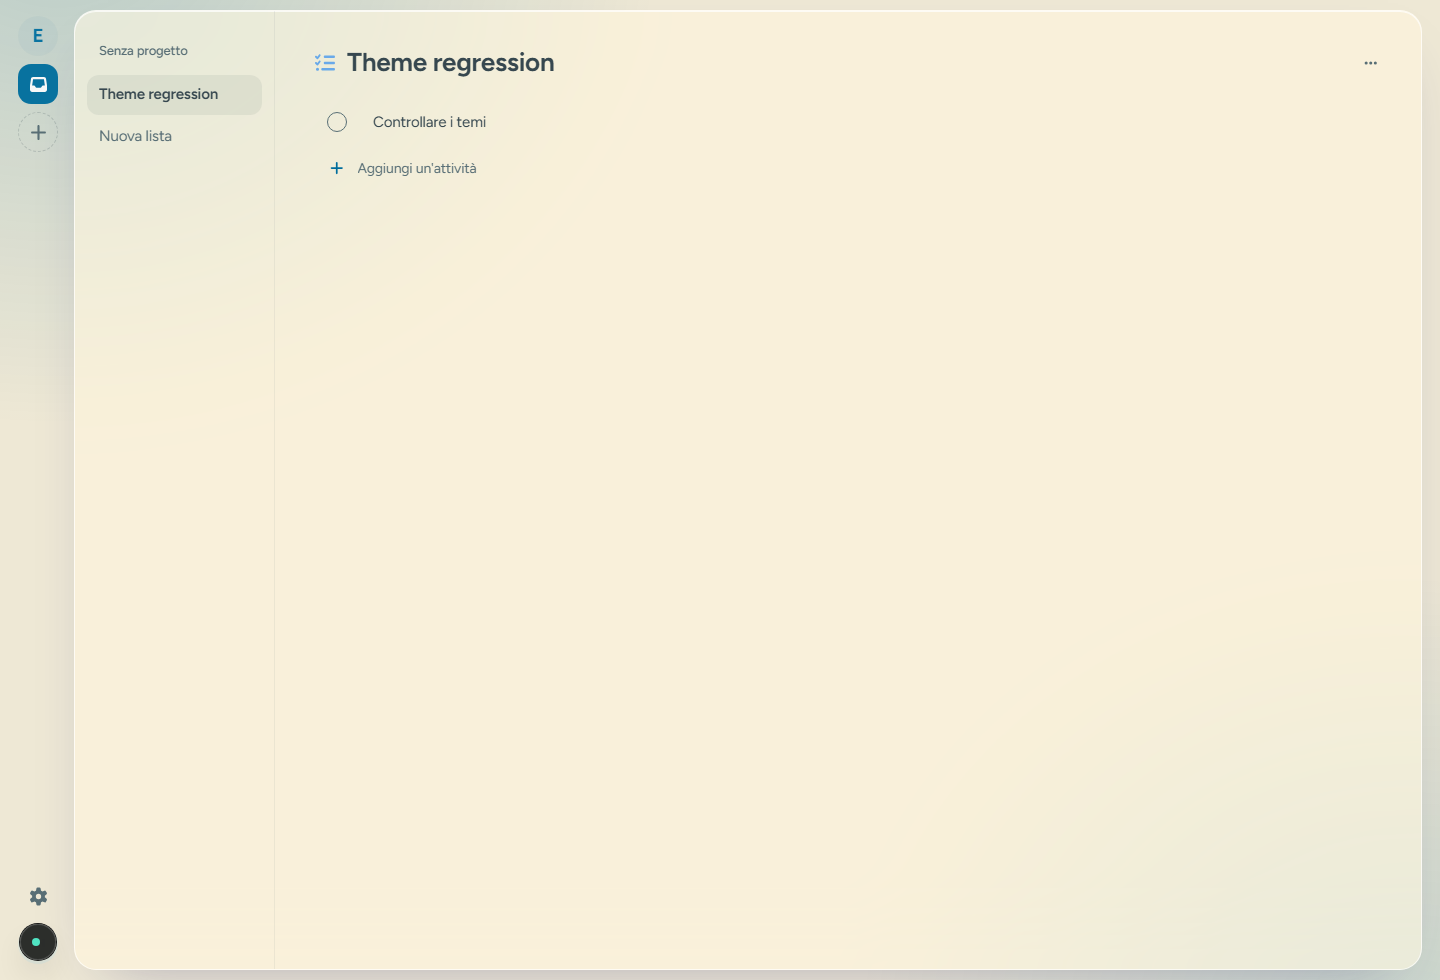 E
Senza progetto
Theme regression
Nuova lista
Theme regression
Controllare i temi
Aggiungi un'attività